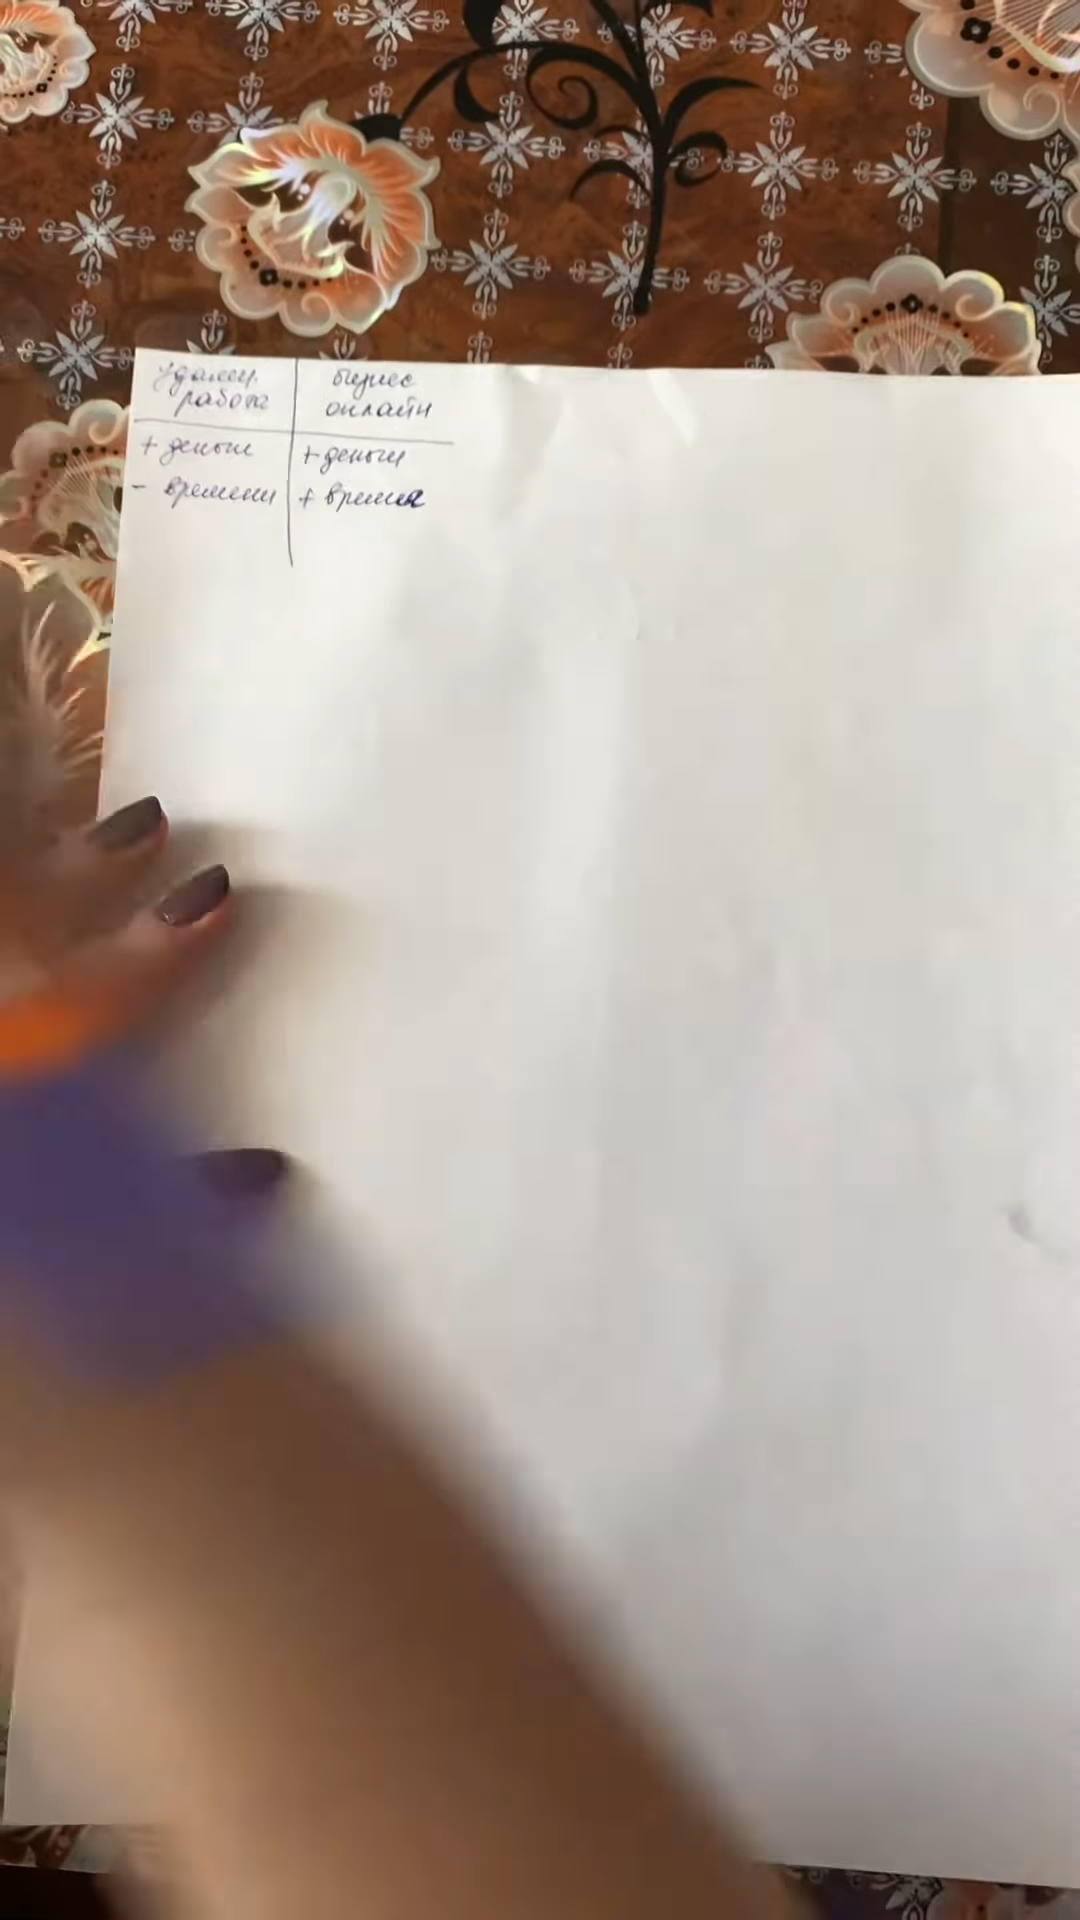 удален.
работа
бизнес
онлайн
+ деньги
+ деньги
- времени
+ время